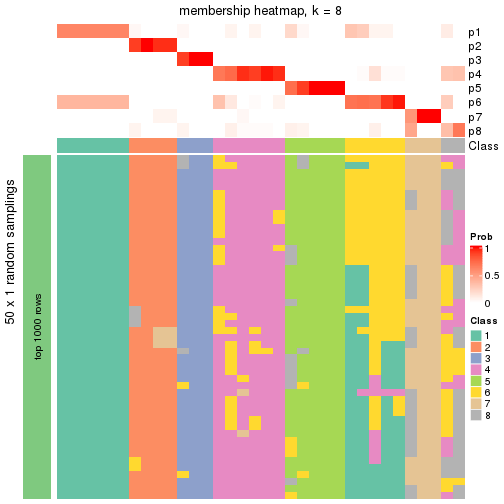 membership heatmap, k = 8
p1
p2
p3
p4
p5
p6
p7
p8
Class
50 x 1 random samplings
top 1000 rows
Prob
1
0.5
0
Class
1
2
3
4
5
6
7
8